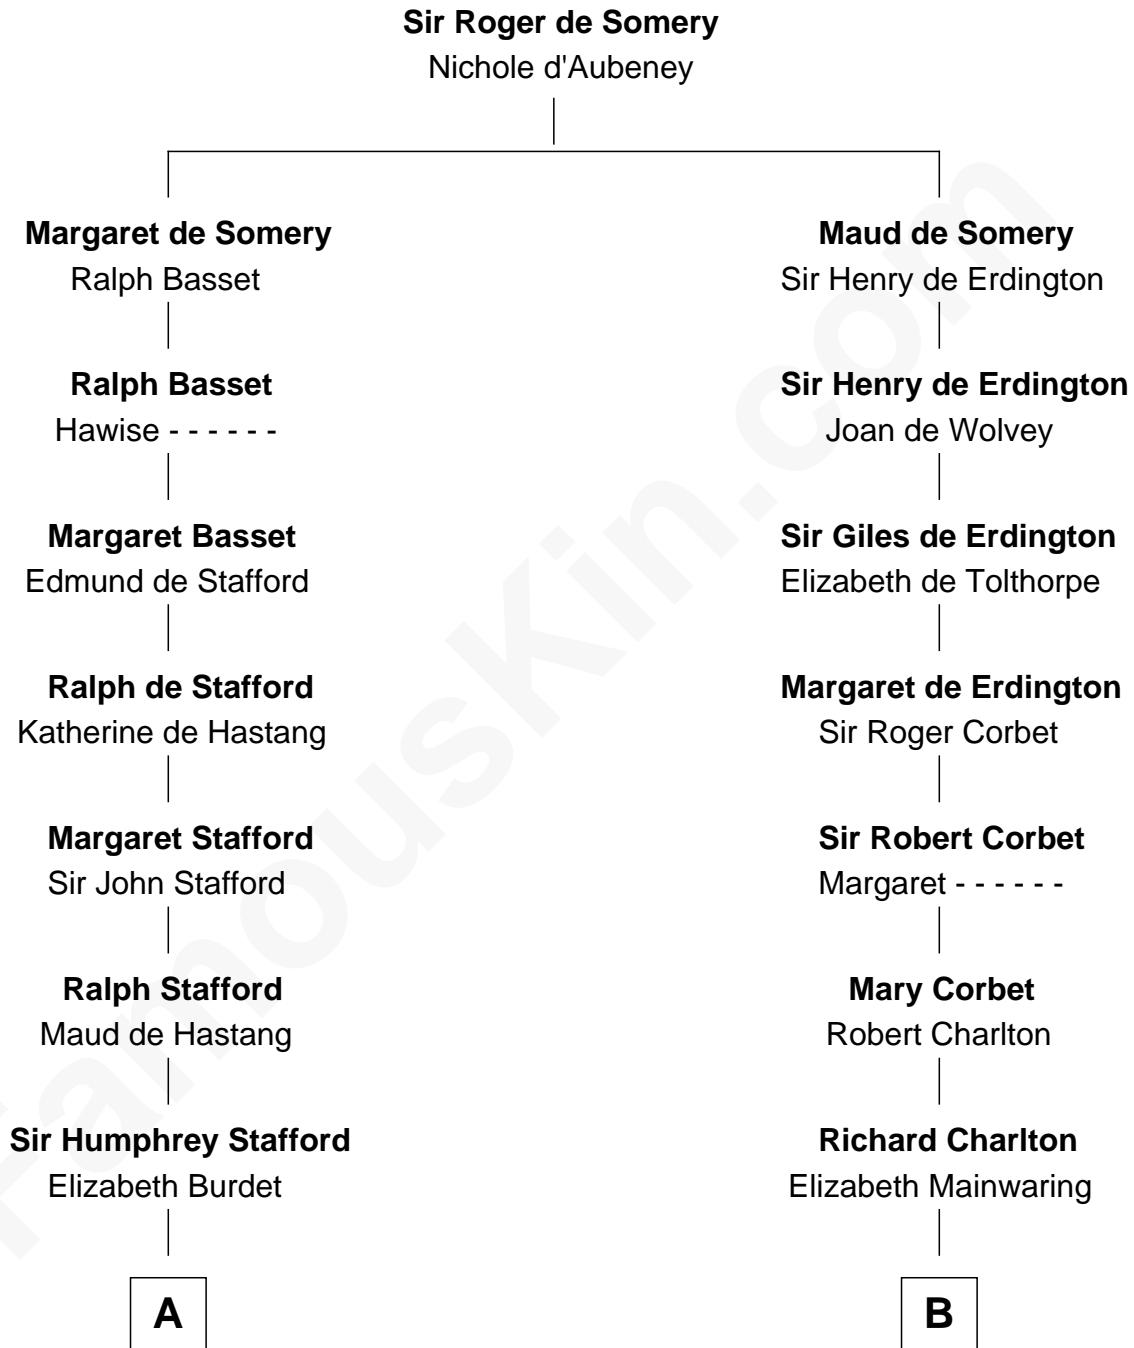 Sir Roger de Somery
Nichole d'Aubeney
Margaret de Somery
Ralph Basset
Maud de Somery
Sir Henry de Erdington
Ralph Basset
Hawise - - - - - -
Sir Henry de Erdington
Joan de Wolvey
Margaret Basset
Edmund de Stafford
Sir Giles de Erdington
Elizabeth de Tolthorpe
Ralph de Stafford
Katherine de Hastang
Margaret de Erdington
Sir Roger Corbet
Margaret Stafford
Sir John Stafford
Sir Robert Corbet
Margaret - - - - - -
Ralph Stafford
Maud de Hastang
Mary Corbet
Robert Charlton
Sir Humphrey Stafford
Elizabeth Burdet
Richard Charlton
Elizabeth Mainwaring
A
B
FamousKin.com